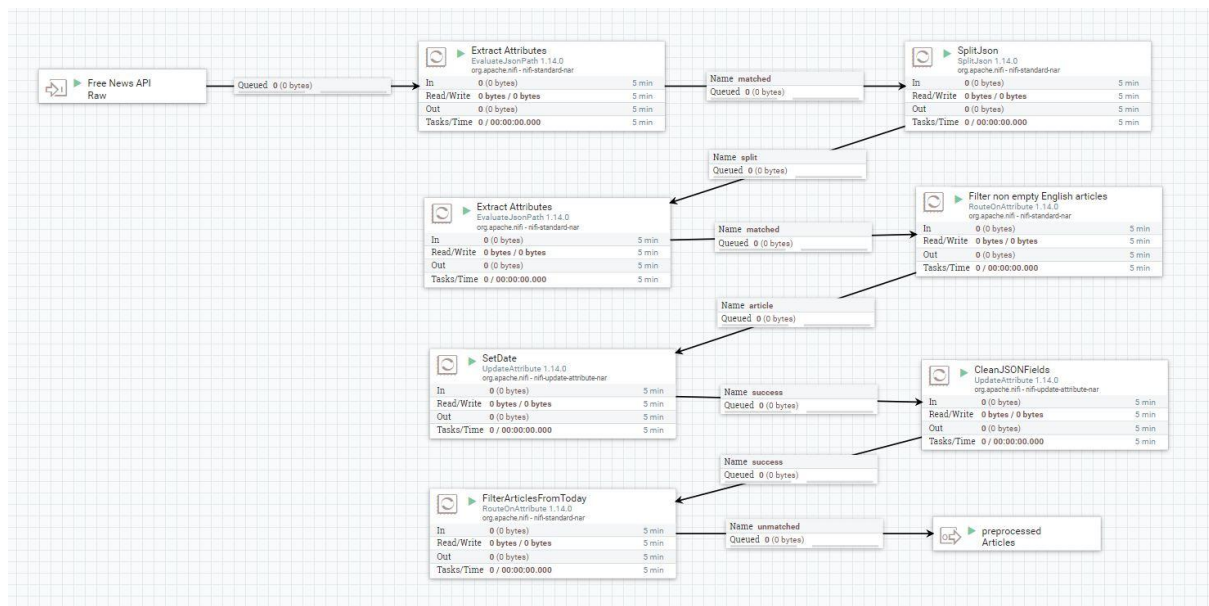 Free News API
Raw
Queued 0 (0 bytes)
Extract Attributes
EvaluateJsonPath 1.14.0
org.apache.nifi - nifi-standard-nar
In 0 (0 bytes) 5 min
Read/Write 0 bytes / 0 bytes 5 min
Out 0 (0 bytes) 5 min
Tasks/Time 0 / 00:00:00.000 5 min
Name matched
Queued 0 (0 bytes)
SplitJson
SplitJson 1.14.0
org.apache.nifi - nifi-standard-nar
In 0 (0 bytes) 5 min
Read/Write 0 bytes / 0 bytes 5 min
Out 0 (0 bytes) 5 min
Tasks/Time 0 / 00:00:00.000 5 min
Name split
Queued 0 (0 bytes)
Extract Attributes
EvaluateJsonPath 1.14.0
org.apache.nifi - nifi-standard-nar
In 0 (0 bytes) 5 min
Read/Write 0 bytes / 0 bytes 5 min
Out 0 (0 bytes) 5 min
Tasks/Time 0 / 00:00:00.000 5 min
Name matched
Queued 0 (0 bytes)
Filter non empty English articles
RouteOnAttribute 1.14.0
org.apache.nifi - nifi-standard-nar
In 0 (0 bytes) 5 min
Read/Write 0 bytes / 0 bytes 5 min
Out 0 (0 bytes) 5 min
Tasks/Time 0 / 00:00:00.000 5 min
Name article
Queued 0 (0 bytes)
SetDate
UpdateAttribute 1.14.0
org.apache.nifi - nifi-update-attribute-nar
In 0 (0 bytes) 5 min
Read/Write 0 bytes / 0 bytes 5 min
Out 0 (0 bytes) 5 min
Tasks/Time 0 / 00:00:00.000 5 min
Name success
Queued 0 (0 bytes)
CleanJSONFields
UpdateAttribute 1.14.0
org.apache.nifi - nifi-update-attribute-nar
In 0 (0 bytes) 5 min
Read/Write 0 bytes / 0 bytes 5 min
Out 0 (0 bytes) 5 min
Tasks/Time 0 / 00:00:00.000 5 min
Name success
Queued 0 (0 bytes)
FilterArticlesFromToday
RouteOnAttribute 1.14.0
org.apache.nifi - nifi-standard-nar
In 0 (0 bytes) 5 min
Read/Write 0 bytes / 0 bytes 5 min
Out 0 (0 bytes) 5 min
Tasks/Time 0 / 00:00:00.000 5 min
Name unmatched
Queued 0 (0 bytes)
preprocessed
Articles